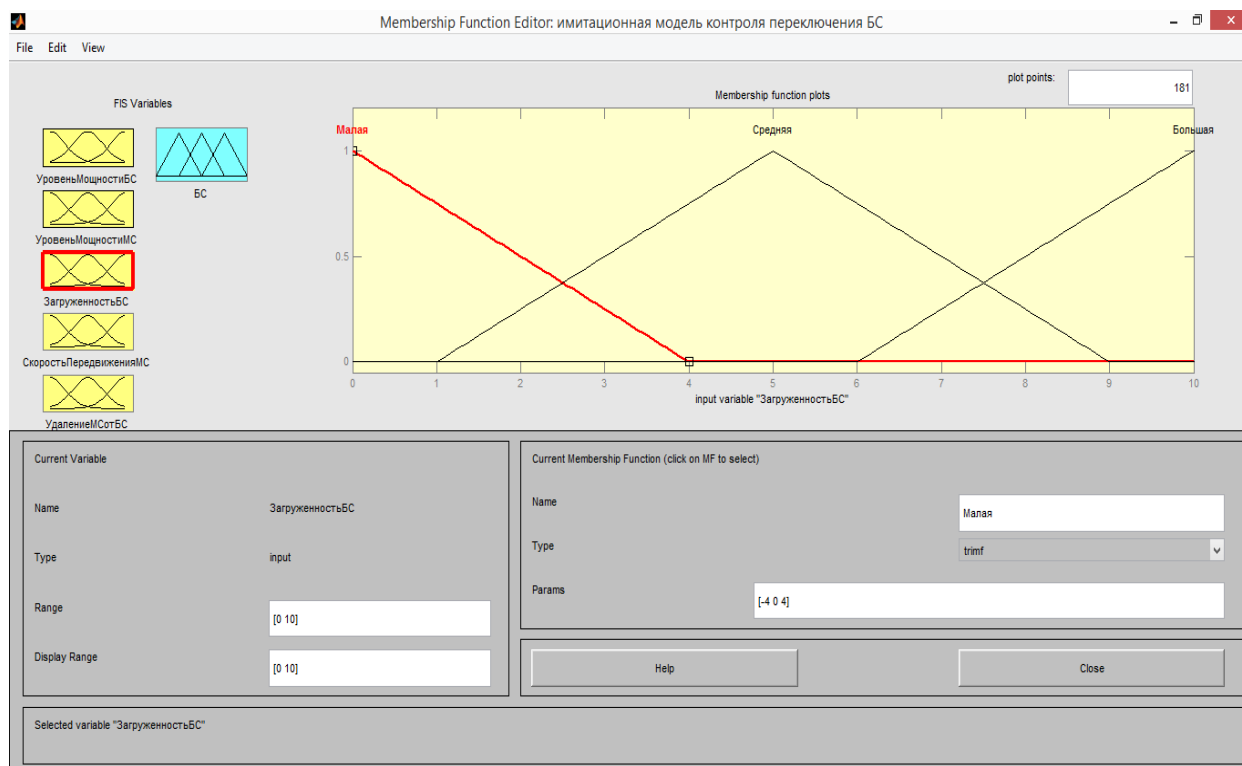 Membership Function Editor: имитационная модель контроля переключения БС
File Edit View
plot points:
181
FIS Variables
Membership function plots
УровеньМощностиБС
БС
УровеньМощностиМС
ЗагруженностьБС
СкоростьПередвиженияМС
УдалениеМСотБС
Малая
Средняя
Большая
1
0.5
0
0 1 2 3 4 5 6 7 8 9 10
input variable "ЗагруженностьБС"
Current Variable
Name ЗагруженностьБС
Type input
Range [0 10]
Display Range [0 10]
Current Membership Function (click on MF to select)
Name Малая
Type trimf
Params [-4 0 4]
Help Close
Selected variable "ЗагруженностьБС"